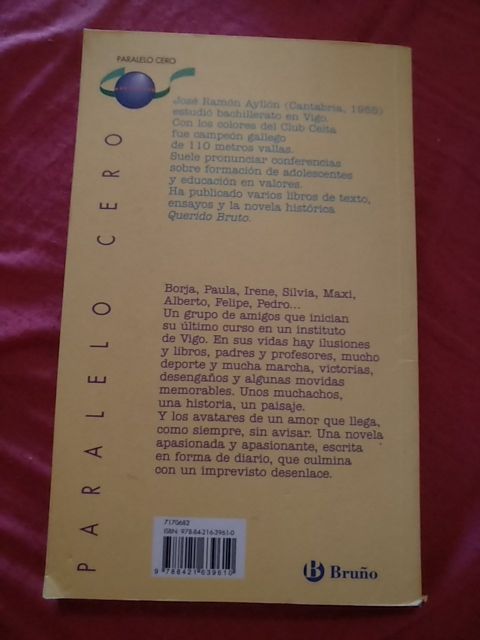 PARALELO CERO
PARALELO CERO
José Ramón Ayllón (Cantabria, 1955)
estudió bachillerato en Vigo.
Con los colores del Club Celta
fue campeón gallego
de 110 metros vallas.
Suele pronunciar conferencias
sobre formación de adolescentes
y educación en valores.
Ha publicado varios libros de texto,
ensayos y la novela histórica
Querido Bruto.
Borja, Paula, Irene, Silvia, Maxi,
Alberto, Felipe, Pedro...
Un grupo de amigos que inician
su último curso en un instituto
de Vigo. En sus vidas hay ilusiones
y libros, padres y profesores, mucho
deporte y mucha marcha, victorias,
desengaños y algunas movidas
memorables. Unos muchachos,
una historia, un paisaje.
Y los avatares de un amor que llega,
como siempre, sin avisar. Una novela
apasionada y apasionante, escrita
en forma de diario, que culmina
con un imprevisto desenlace.
7170682
ISBN: 978-84-216-3961-0
9 788421 639610
Bruño